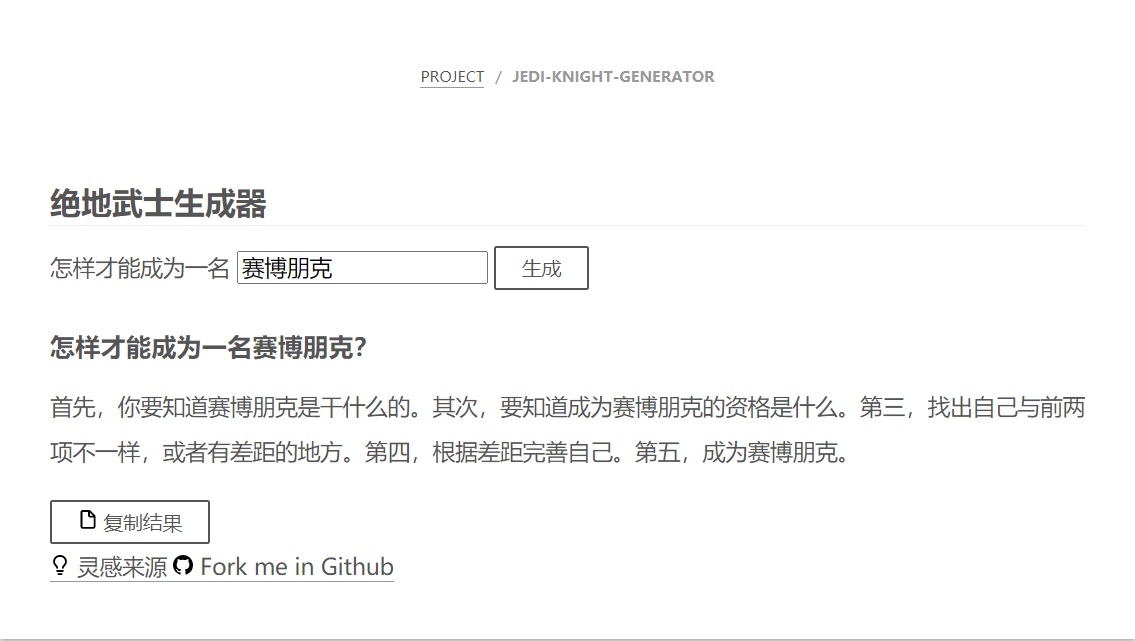 PROJECT / JEDI-KNIGHT-GENERATOR
绝地武士生成器
怎样才能成为一名 赛博朋克 生成
怎样才能成为一名赛博朋克？
首先，你要知道赛博朋克是干什么的。其次，要知道成为赛博朋克的资格是什么。第三，找出自己与前两
项不一样，或者有差距的地方。第四，根据差距完善自己。第五，成为赛博朋克。
复制结果
灵感来源 Fork me in Github